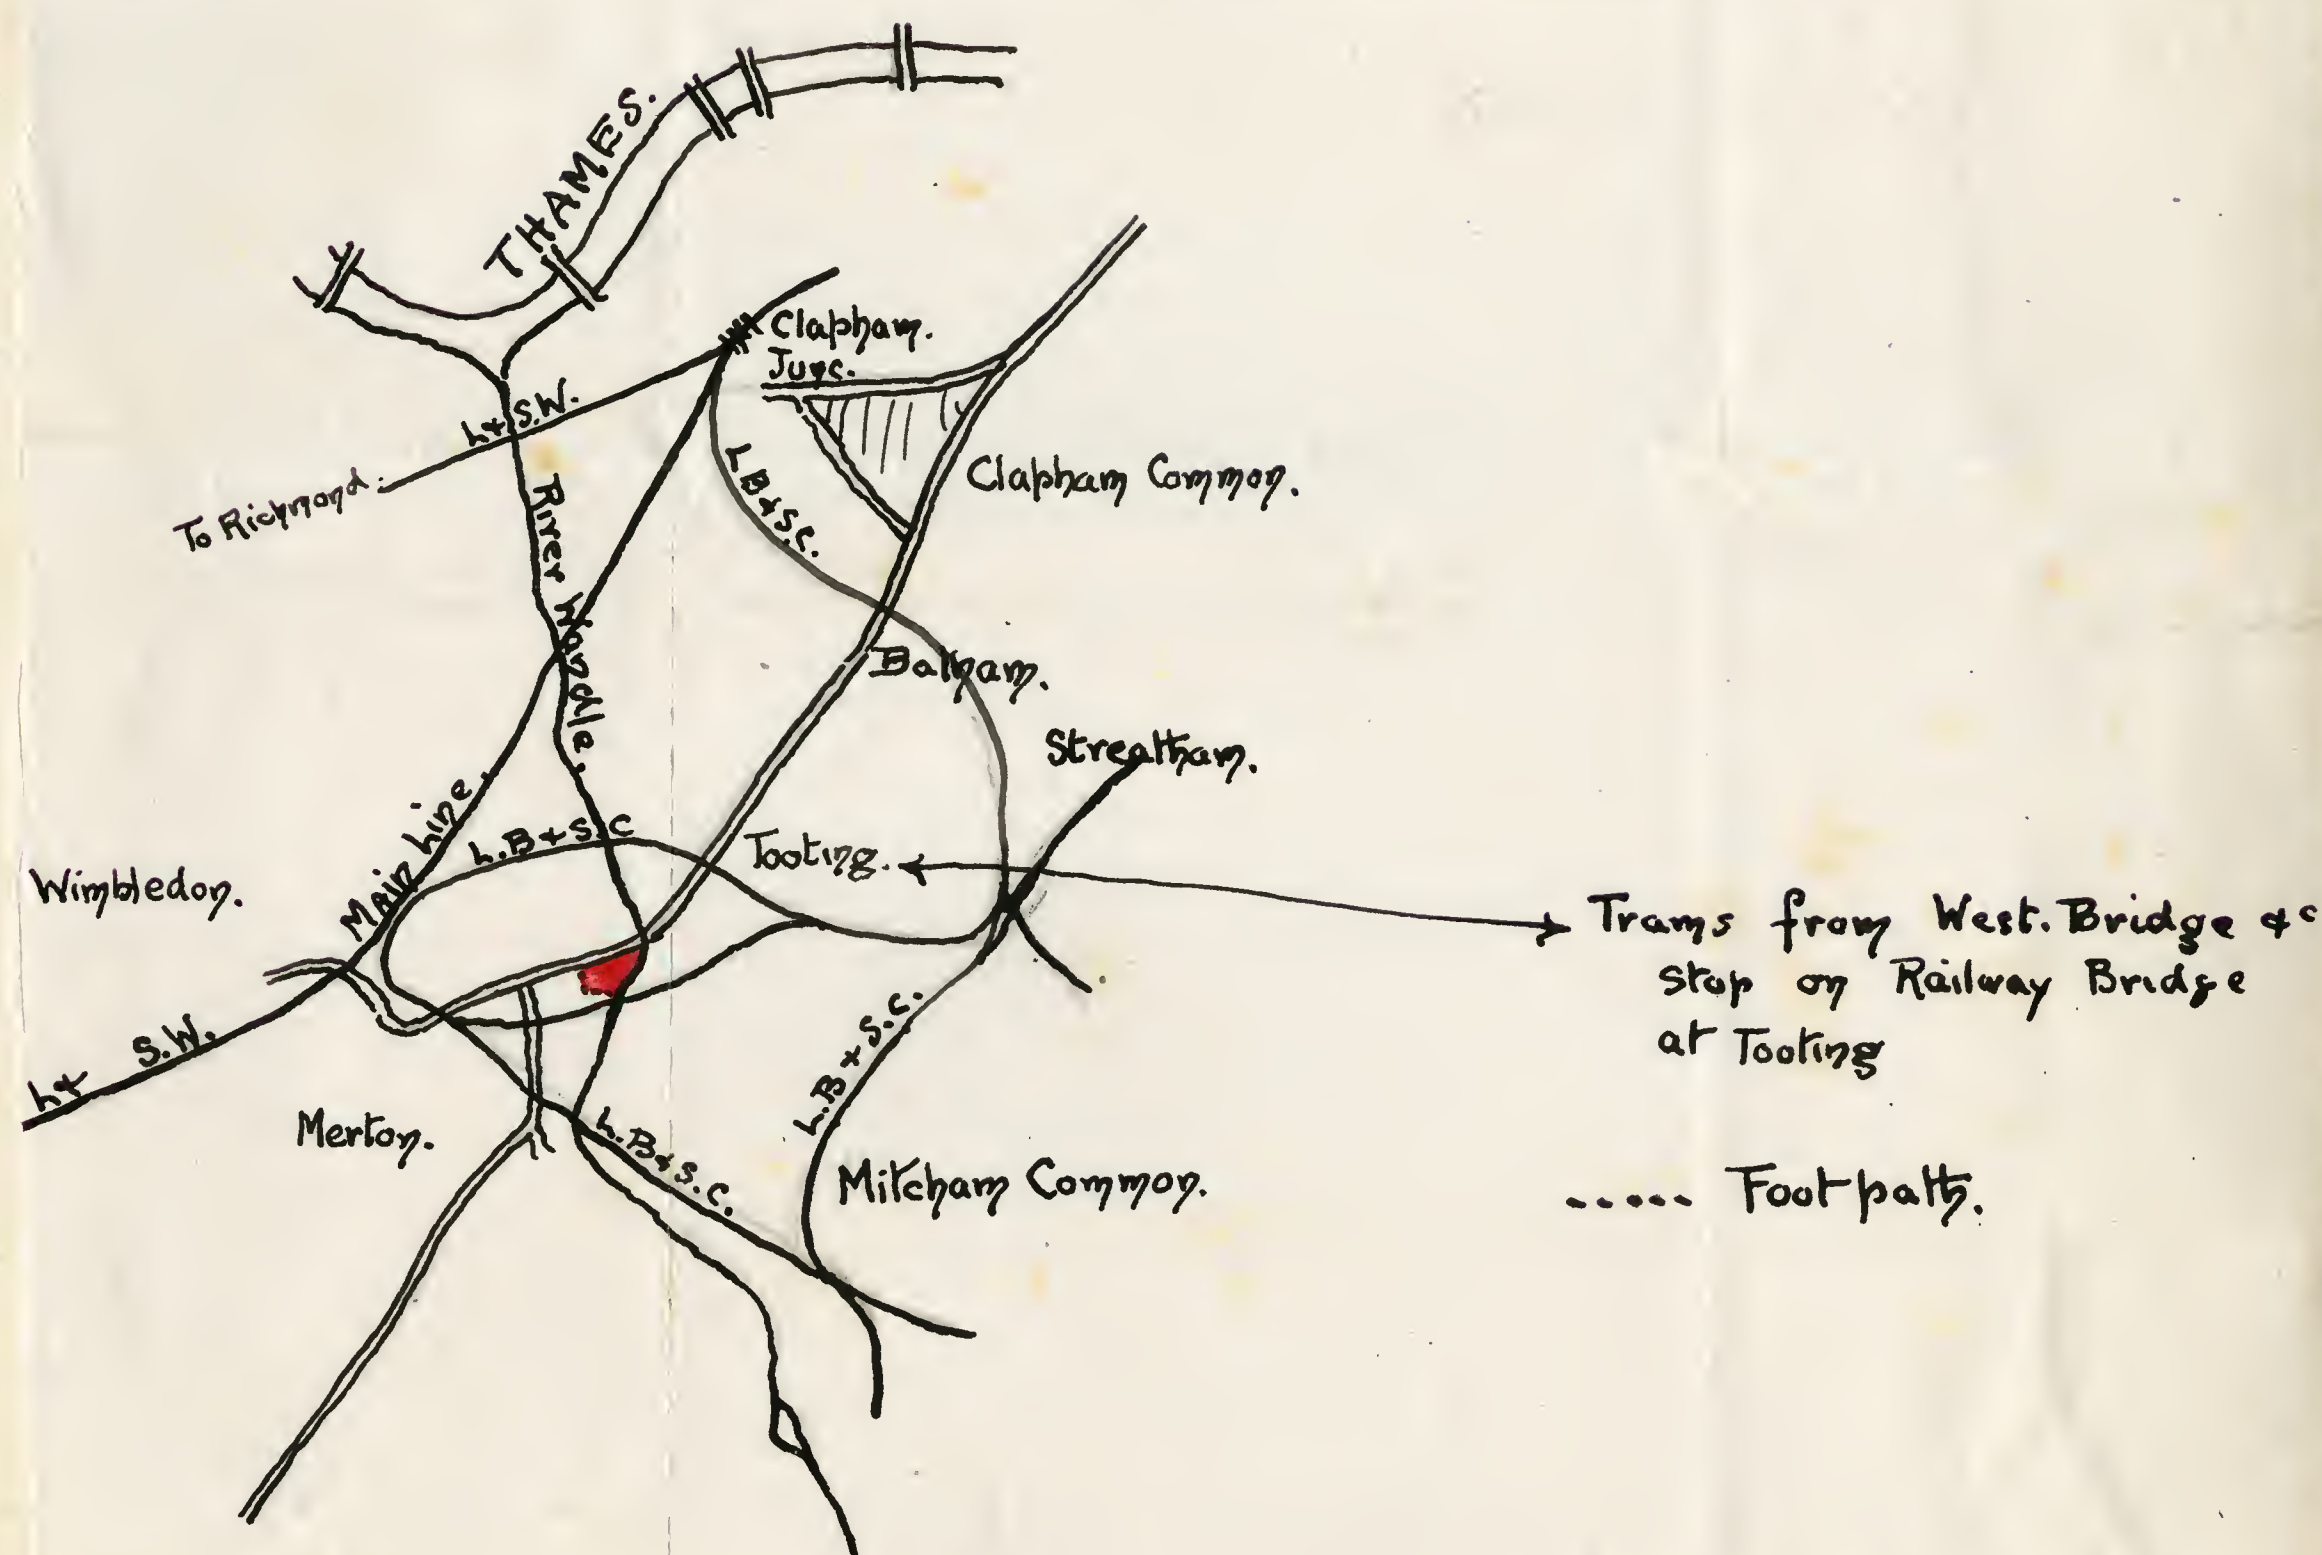 THAMES.
Clapham.
Junc.
L & S.W.
To Richmond.
L B & S.C.
Clapham Common.
River Wandle.
Balham.
Streatham.
Main Line.
L.B & S.C
Tooting.
Wimbledon.
Trams from West. Bridge & c
stop on Railway Bridge
at Tooting
L & S.W.
L.B & S.C.
Merton.
L.B & S.C.
Mitcham Common.
..... Footpath.